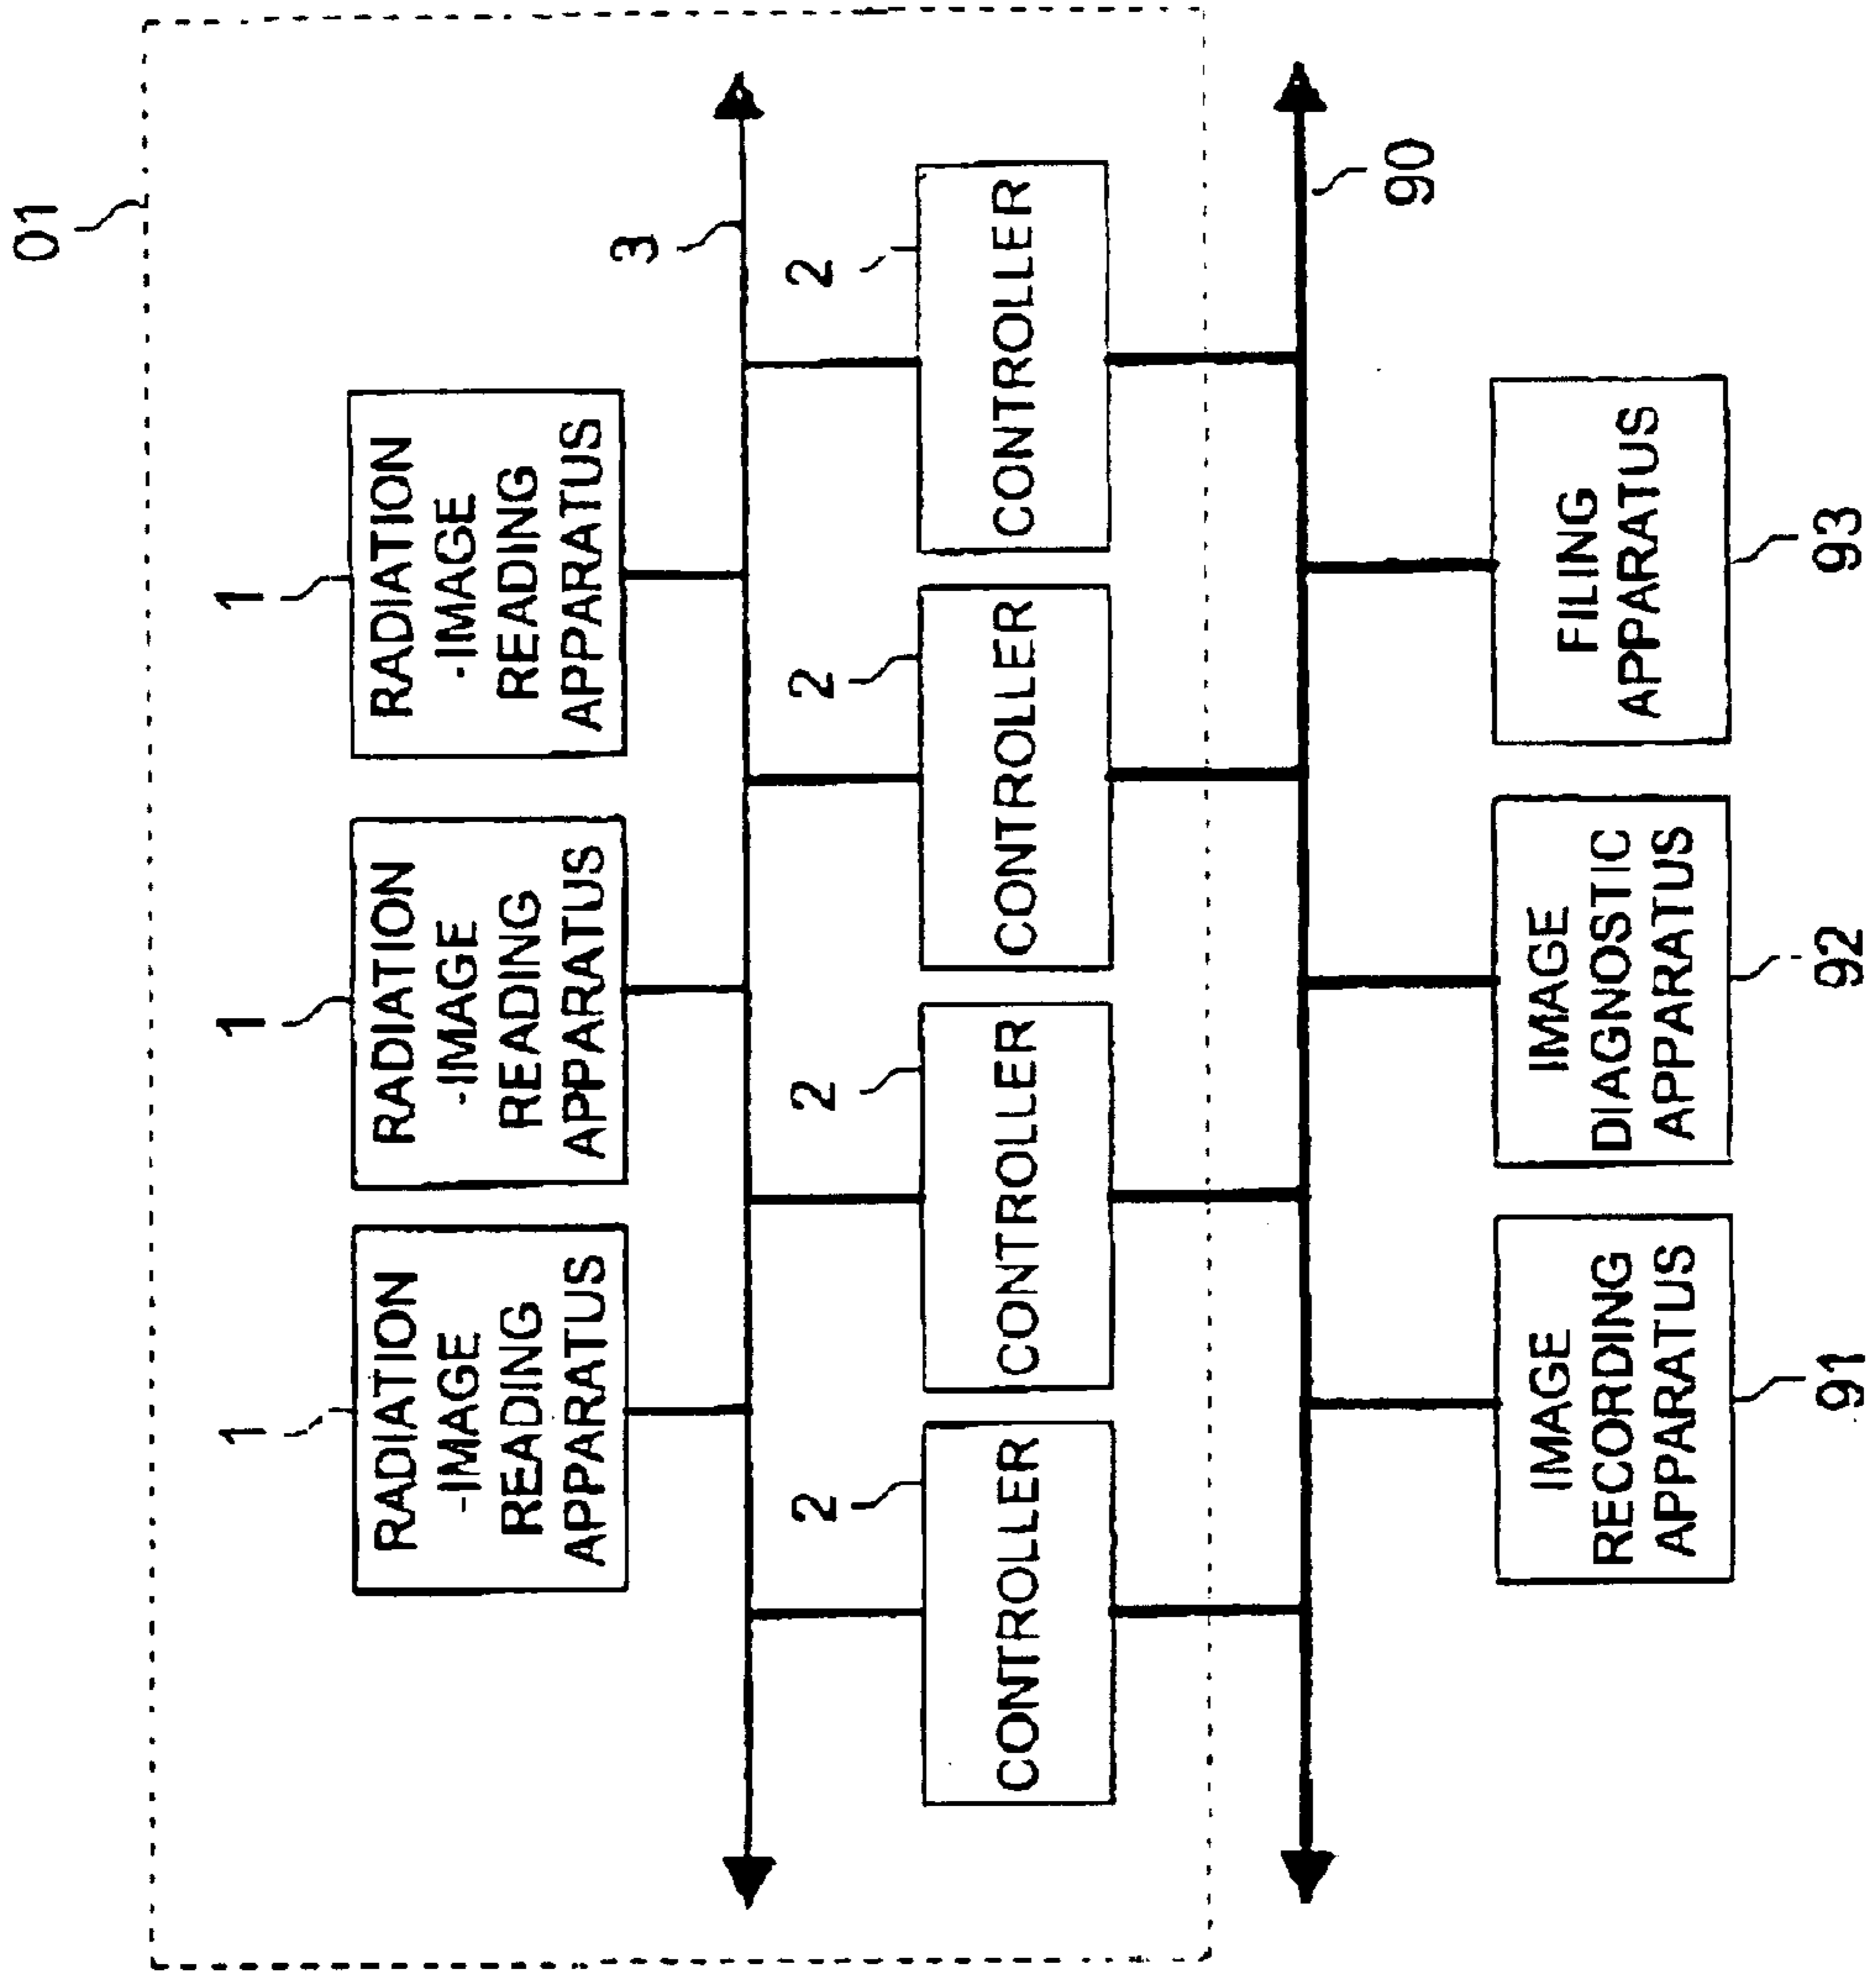 01
1
1
1
RADIATION
-IMAGE
READING
APPARATUS
RADIATION
-IMAGE
READING
APPARATUS
RADIATION
-IMAGE
READING
APPARATUS
3
2
2
2
2
CONTROLLER
CONTROLLER
CONTROLLER
CONTROLLER
90
IMAGE
RECORDING
APPARATUS
IMAGE
DIAGNOSTIC
APPARATUS
FILING
APPARATUS
91
92
93